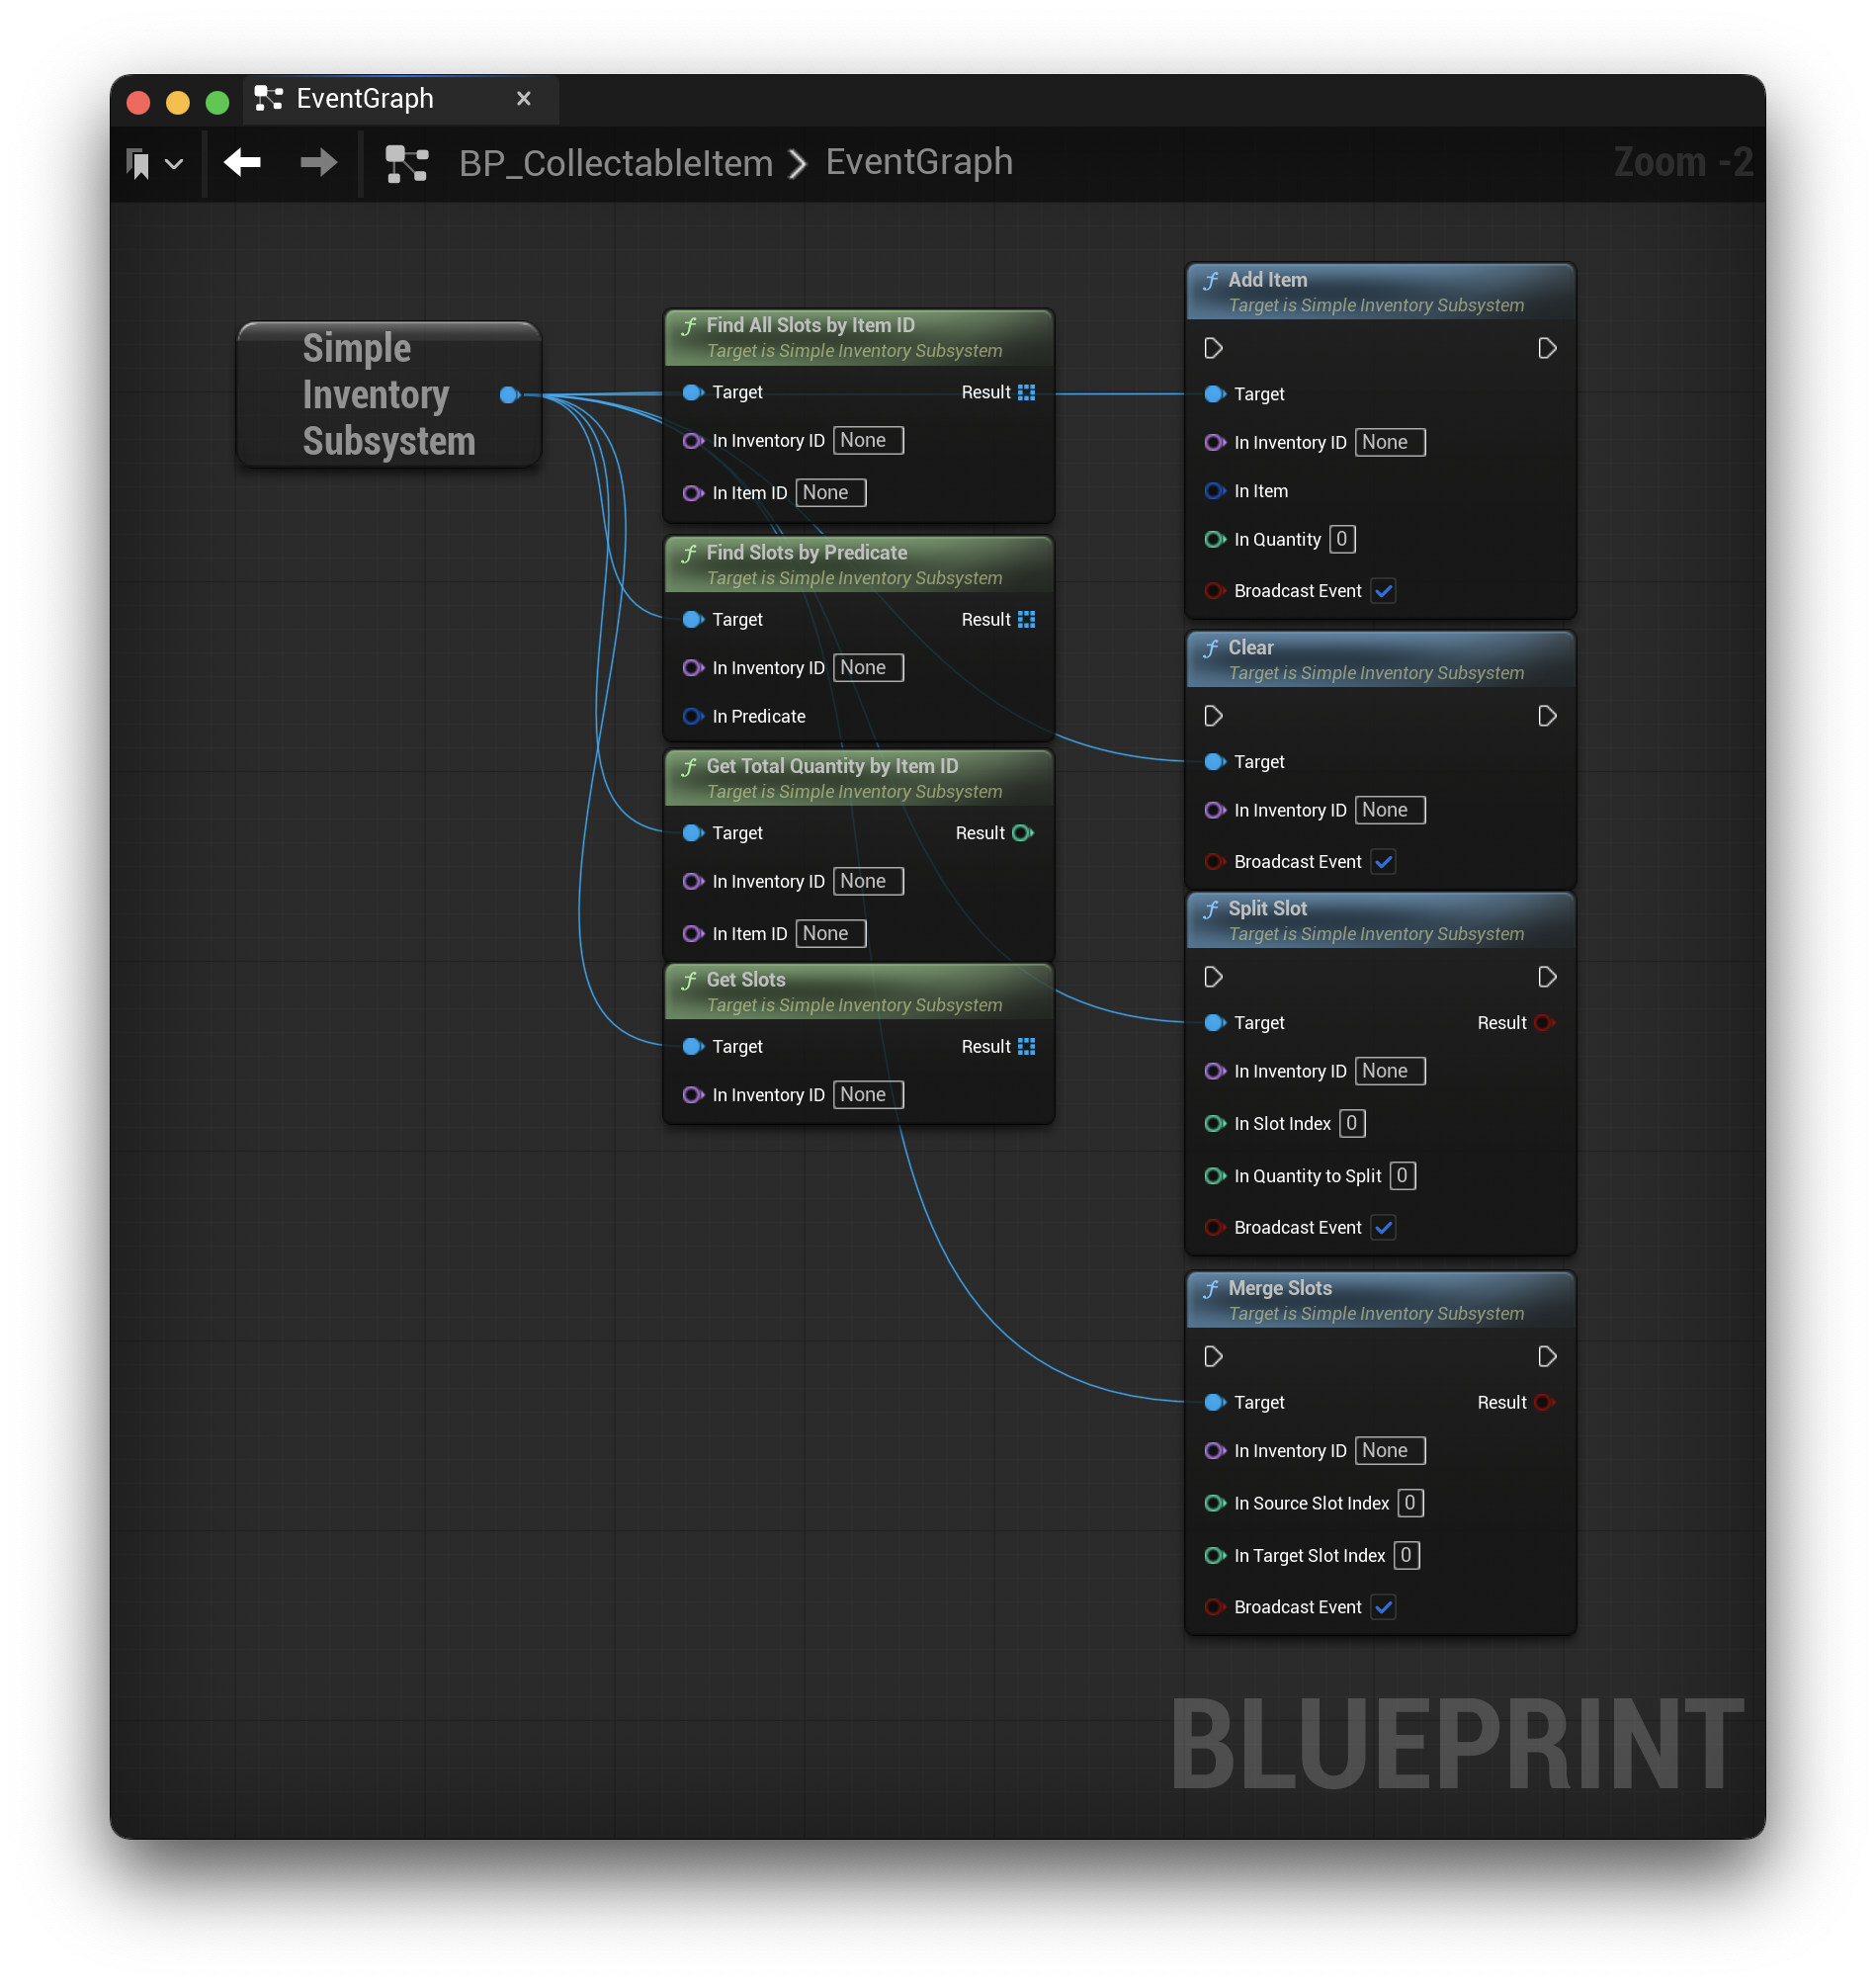 EventGraph
BP_CollectableItem > EventGraph
Zoom -2
Simple
Inventory
Subsystem
Find All Slots by Item ID
Target is Simple Inventory Subsystem
Target Result
In Inventory ID None
In Item ID None
Find Slots by Predicate
Target is Simple Inventory Subsystem
Target Result
In Inventory ID None
In Predicate
Get Total Quantity by Item ID
Target is Simple Inventory Subsystem
Target Result
In Inventory ID None
In Item ID None
Get Slots
Target is Simple Inventory Subsystem
Target Result
In Inventory ID None
Add Item
Target is Simple Inventory Subsystem
Target
In Inventory ID None
In Item
In Quantity 0
Broadcast Event
Clear
Target is Simple Inventory Subsystem
Target
In Inventory ID None
Broadcast Event
Split Slot
Target is Simple Inventory Subsystem
Target Result
In Inventory ID None
In Slot Index 0
In Quantity to Split 0
Broadcast Event
Merge Slots
Target is Simple Inventory Subsystem
Target Result
In Inventory ID None
In Source Slot Index 0
In Target Slot Index 0
Broadcast Event
BLUEPRINT